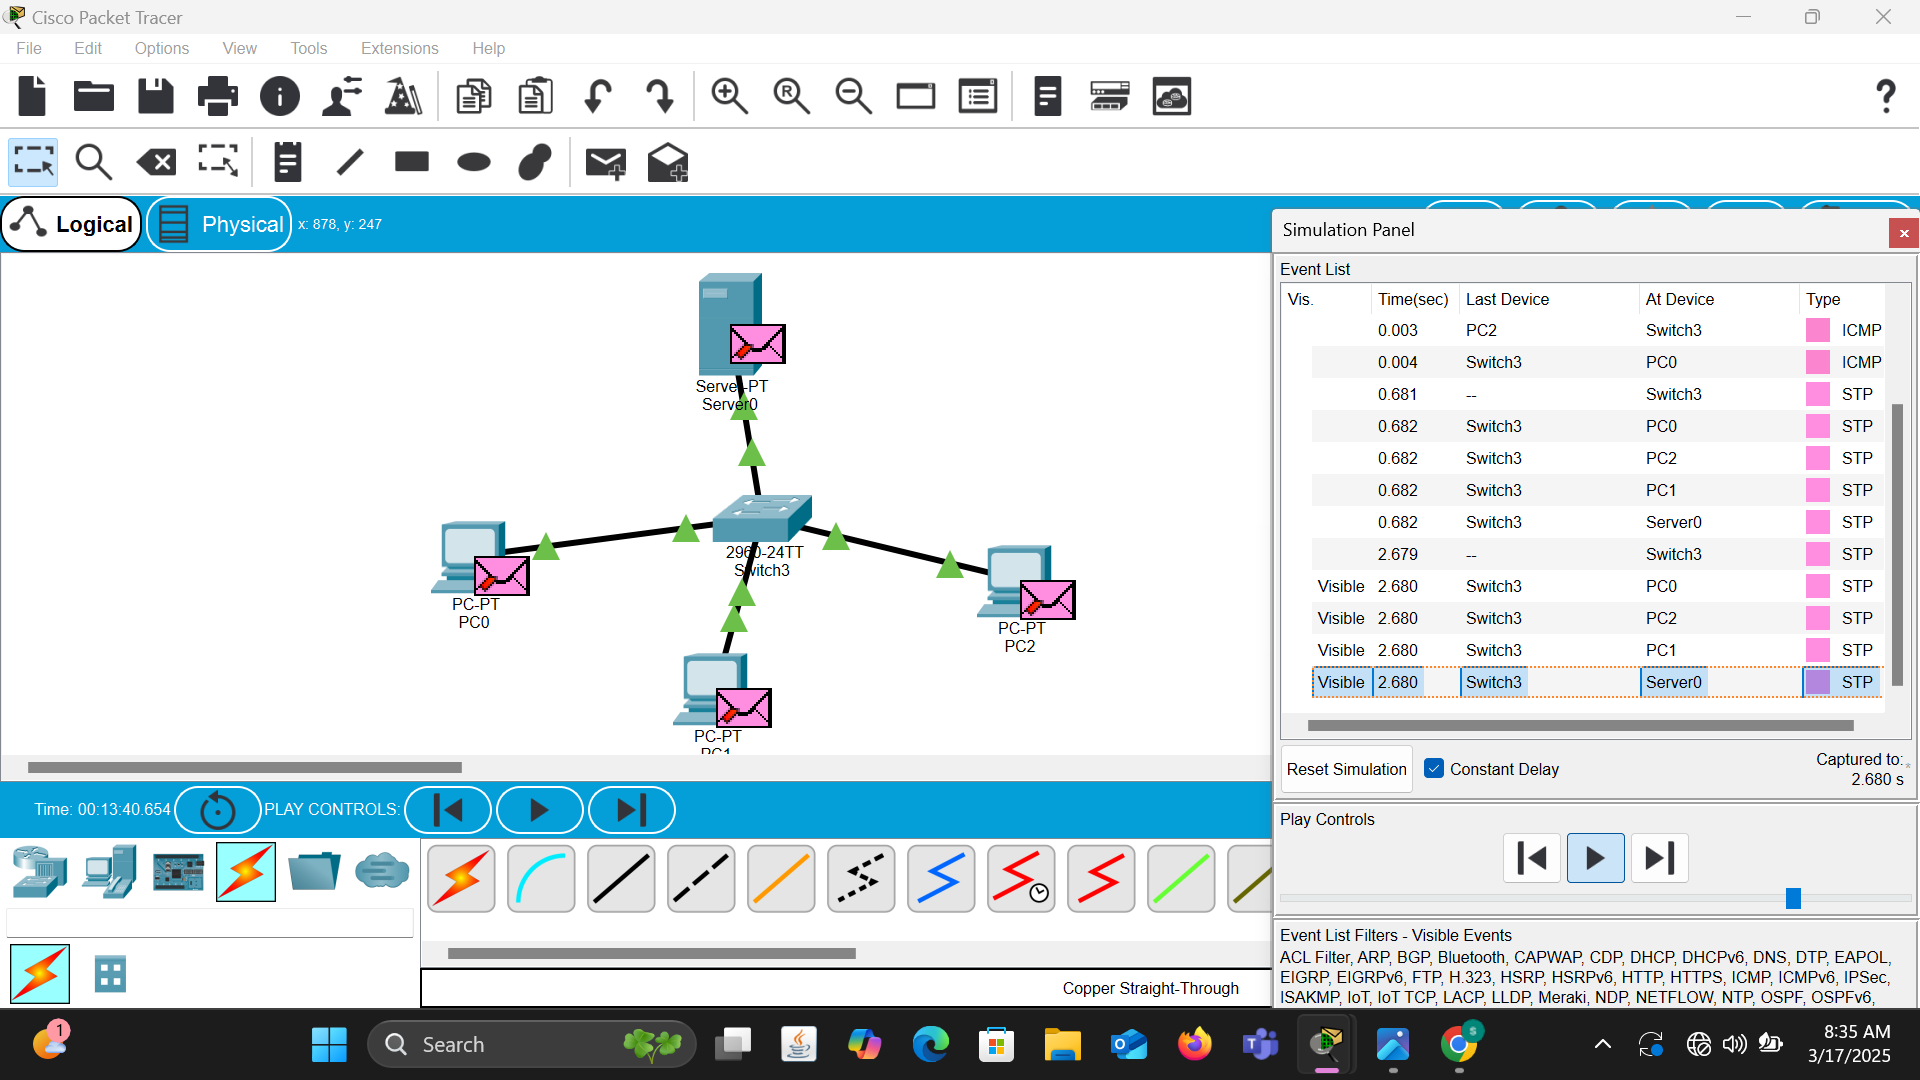 Cisco Packet Tracer
File Edit Options View Tools Extensions Help
Logical Physical x: 878, y: 247
Server-PT
Server0
2960-24TT
Switch3
PC-PT
PC0
PC-PT
PC2
PC-PT
PC1
Simulation Panel
Event List
Vis. Time(sec) Last Device At Device Type
0.003 PC2 Switch3 ICMP
0.004 Switch3 PC0 ICMP
0.681 -- Switch3 STP
0.682 Switch3 PC0 STP
0.682 Switch3 PC2 STP
0.682 Switch3 PC1 STP
0.682 Switch3 Server0 STP
2.679 -- Switch3 STP
Visible 2.680 Switch3 PC0 STP
Visible 2.680 Switch3 PC2 STP
Visible 2.680 Switch3 PC1 STP
Visible 2.680 Switch3 Server0 STP
Reset Simulation Constant Delay Captured to: *
2.680 s
Play Controls
Event List Filters - Visible Events
ACL Filter, ARP, BGP, Bluetooth, CAPWAP, CDP, DHCP, DHCPv6, DNS, DTP, EAPOL,
EIGRP, EIGRPv6, FTP, H.323, HSRP, HSRPv6, HTTP, HTTPS, ICMP, ICMPv6, IPSec,
ISAKMP, IoT, IoT TCP, LACP, LLDP, Meraki, NDP, NETFLOW, NTP, OSPF, OSPFv6,
Time: 00:13:40.654 PLAY CONTROLS:
Copper Straight-Through
1
Search
8:35 AM
3/17/2025